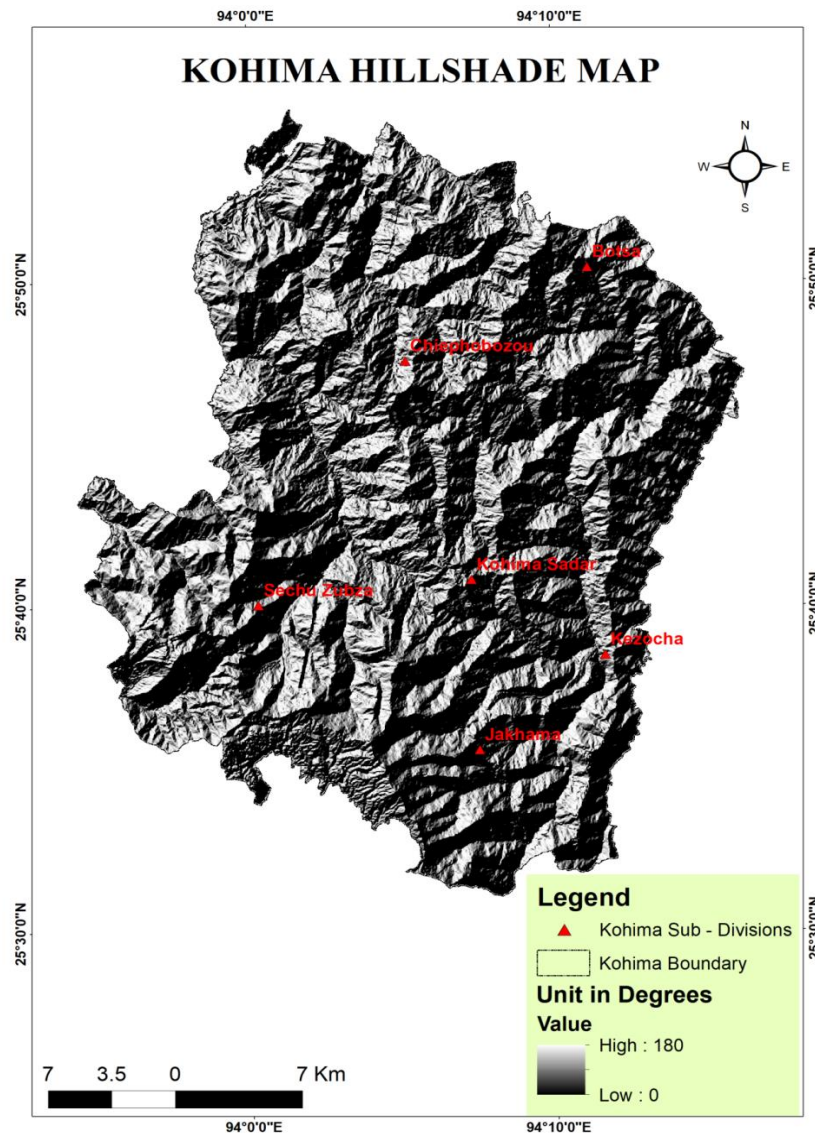 94°0'0"E
94°10'0"E
KOHIMA HILLSHADE MAP
N
W
E
S
Botsa
25°50'0"N
25°50'0"N
Chiephobozou
Kohima Sadar
Sechu Zubza
25°40'0"N
25°40'0"N
Kezocha
Jakhama
Legend
Kohima Sub - Divisions
Kohima Boundary
Unit in Degrees
Value
High : 180
Low : 0
25°30'0"N
25°30'0"N
7 3.5 0 7 Km
94°0'0"E
94°10'0"E